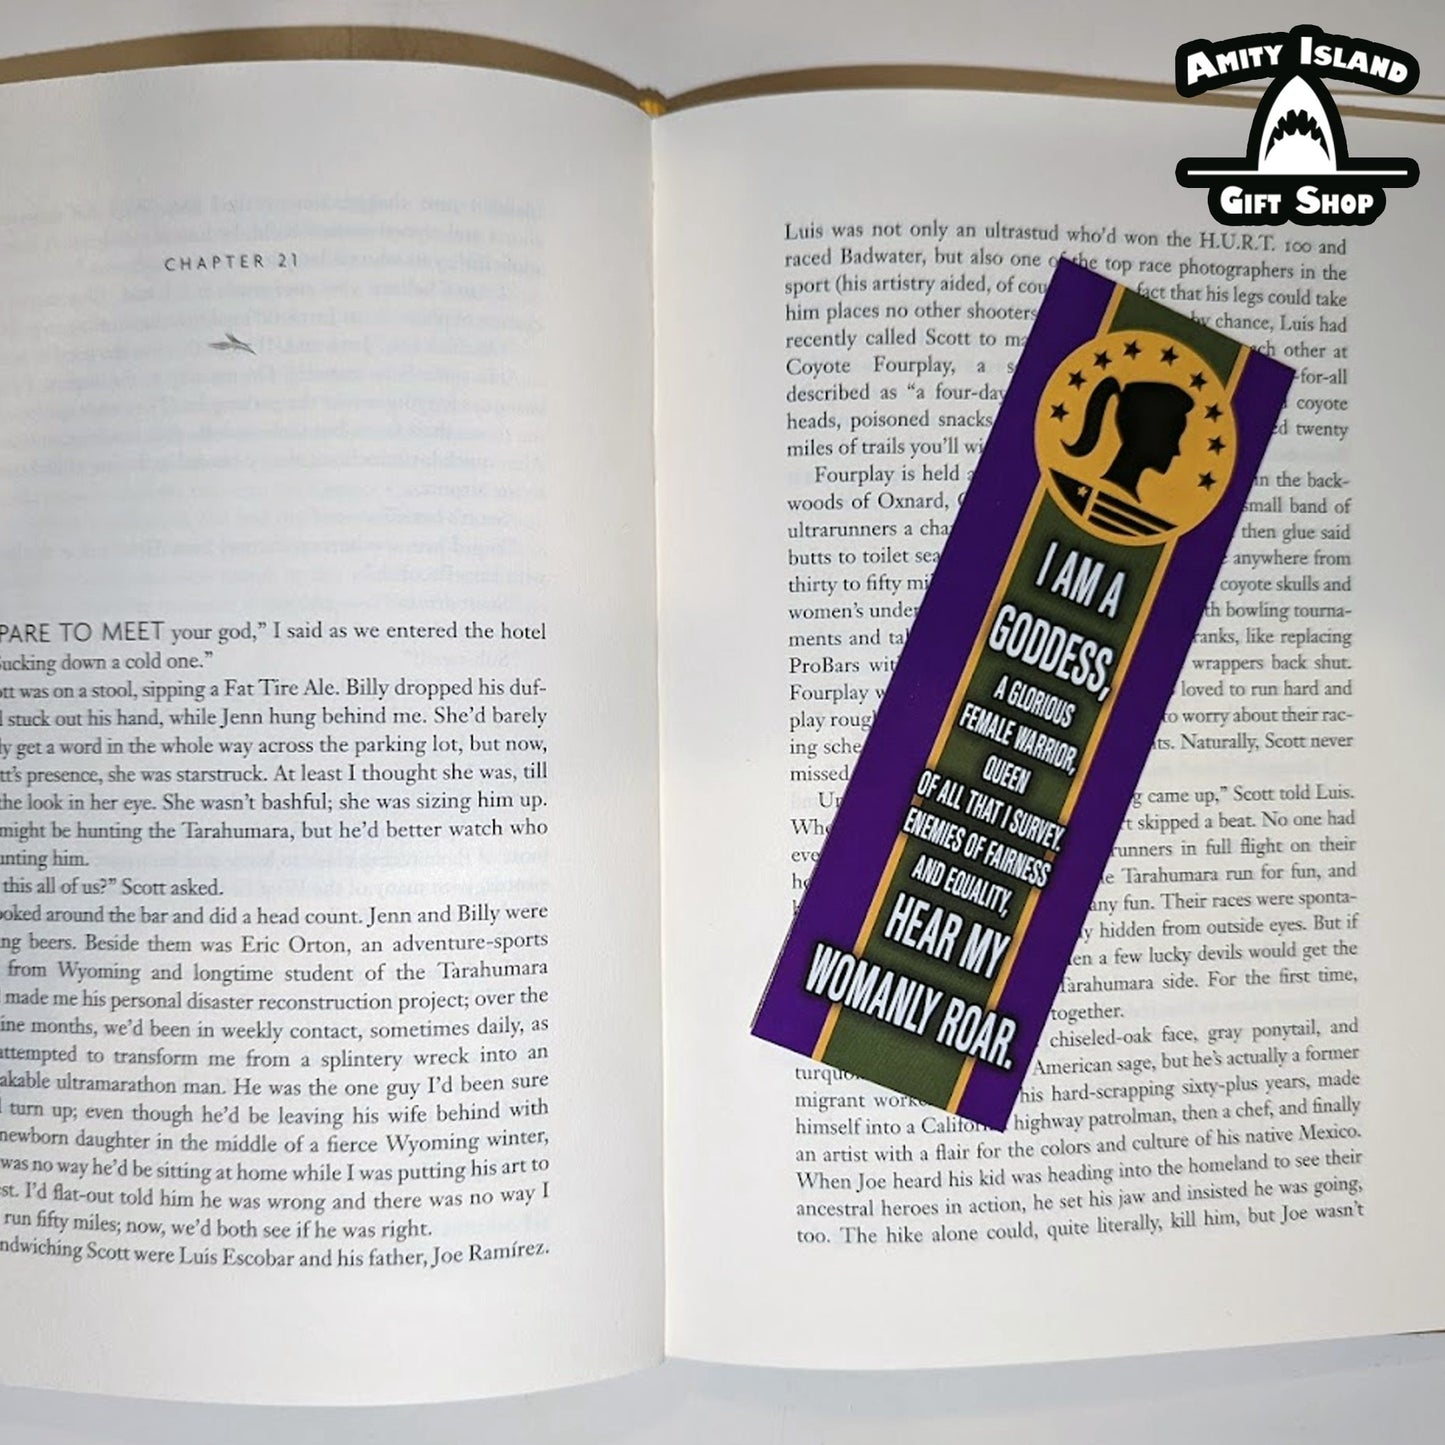 AMITY ISLAND
GIFT SHOP
CHAPTER 21
PARE TO MEET your god,” I said as we entered the hotel
ucking down a cold one.”
ott was on a stool, sipping a Fat Tire Ale. Billy dropped his duf-
l stuck out his hand, while Jenn hung behind me. She’d barely
ly get a word in the whole way across the parking lot, but now,
tt’s presence, she was starstruck. At least I thought she was, till
the look in her eye. She wasn’t bashful; she was sizing him up.
might be hunting the Tarahumara, but he’d better watch who
unting him.
this all of us?” Scott asked.
ooked around the bar and did a head count. Jenn and Billy were
ng beers. Beside them was Eric Orton, an adventure-sports
from Wyoming and longtime student of the Tarahumara
made me his personal disaster reconstruction project; over the
ine months, we’d been in weekly contact, sometimes daily, as
attempted to transform me from a splintery wreck into an
akable ultramarathon man. He was the one guy I’d been sure
l turn up; even though he’d be leaving his wife behind with
newborn daughter in the middle of a fierce Wyoming winter,
was no way he’d be sitting at home while I was putting his art to
st. I’d flat-out told him he was wrong and there was no way I
run fifty miles; now, we’d both see if he was right.
ndwiching Scott were Luis Escobar and his father, Joe Ramírez.
Luis was not only an ultrastud who’d won the H.U.R.T. 100 and
raced Badwater, but also one of the top race photographers in the
sport (his artistry aided, of cou fact that his legs could take
him places no other shooters by chance, Luis had
recently called Scott to ma ch other at
Coyote Fourplay, a s -for-all
described as “a four-day coyote
heads, poisoned snacks ed twenty
miles of trails you’ll wi
Fourplay is held in the back-
woods of Oxnard, small band of
ultrarunners a cha then glue said
butts to toilet sea anywhere from
thirty to fifty mi coyote skulls and
women’s under th bowling tourna-
ments and ta ranks, like replacing
ProBars wit wrappers back shut.
Fourplay w loved to run hard and
play roug to worry about their rac-
ing sche ts. Naturally, Scott never
missed
Up g came up,” Scott told Luis.
Whe rt skipped a beat. No one had
eve runners in full flight on their
he Tarahumara run for fun, and
any fun. Their races were sponta-
ly hidden from outside eyes. But if
en a few lucky devils would get the
Tarahumara side. For the first time,
together.
chiseled-oak face, gray ponytail, and
turquo American sage, but he’s actually a former
migrant work his hard-scrapping sixty-plus years, made
himself into a Californ highway patrolman, then a chef, and finally
an artist with a flair for the colors and culture of his native Mexico.
When Joe heard his kid was heading into the homeland to see their
ancestral heroes in action, he set his jaw and insisted he was going,
too. The hike alone could, quite literally, kill him, but Joe wasn’t
I AM A
GODDESS,
A GLORIOUS
FEMALE WARRIOR,
QUEEN
OF ALL THAT I SURVEY.
ENEMIES OF FAIRNESS
AND EQUALITY,
HEAR MY
WOMANLY ROAR.